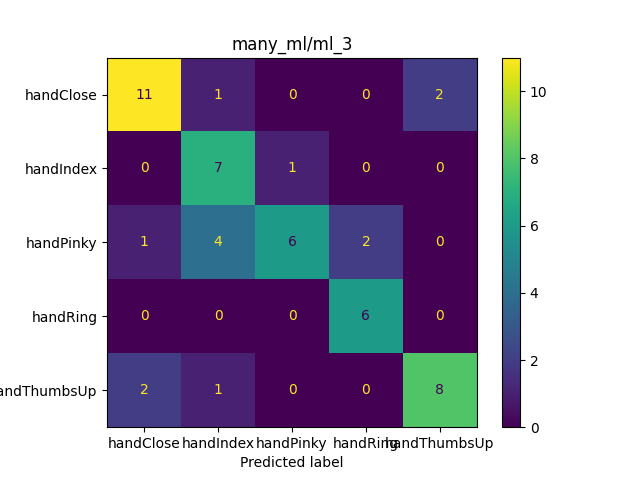 many_ml/ml_3
handClose 11 1 0 0 2 10
handIndex 0 7 1 0 0 8
handPinky 1 4 6 2 0 6
handRing 0 0 0 6 0 4
andThumbsUp 2 1 0 0 8 2
0
handClose handIndex handPinky handRing handThumbsUp
Predicted label